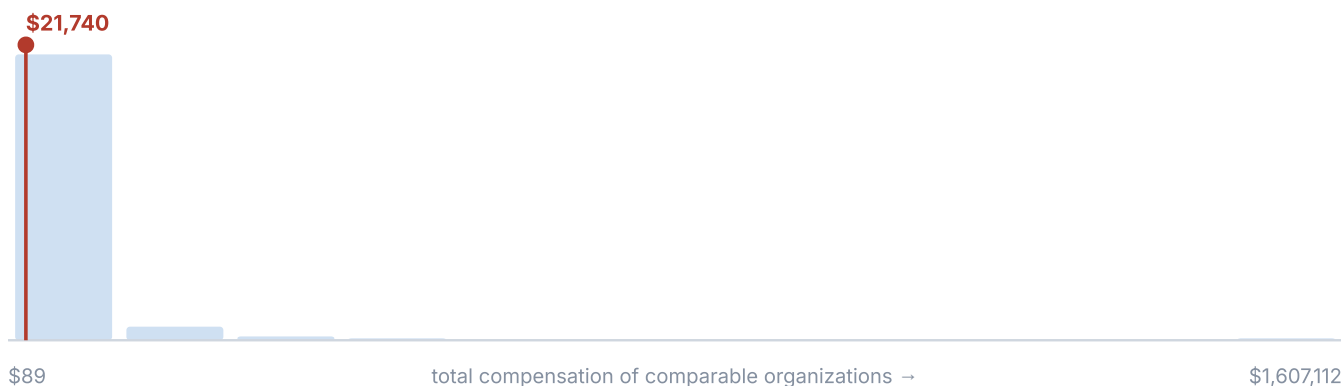 $21,740
$89 total compensation of comparable organizations → $1,607,112